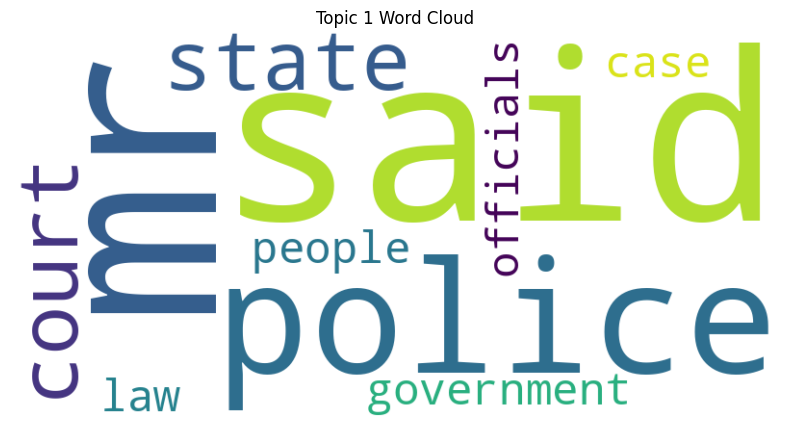 Topic 1 Word Cloud
state
case
said
mr
officials
court
people
police
government
law